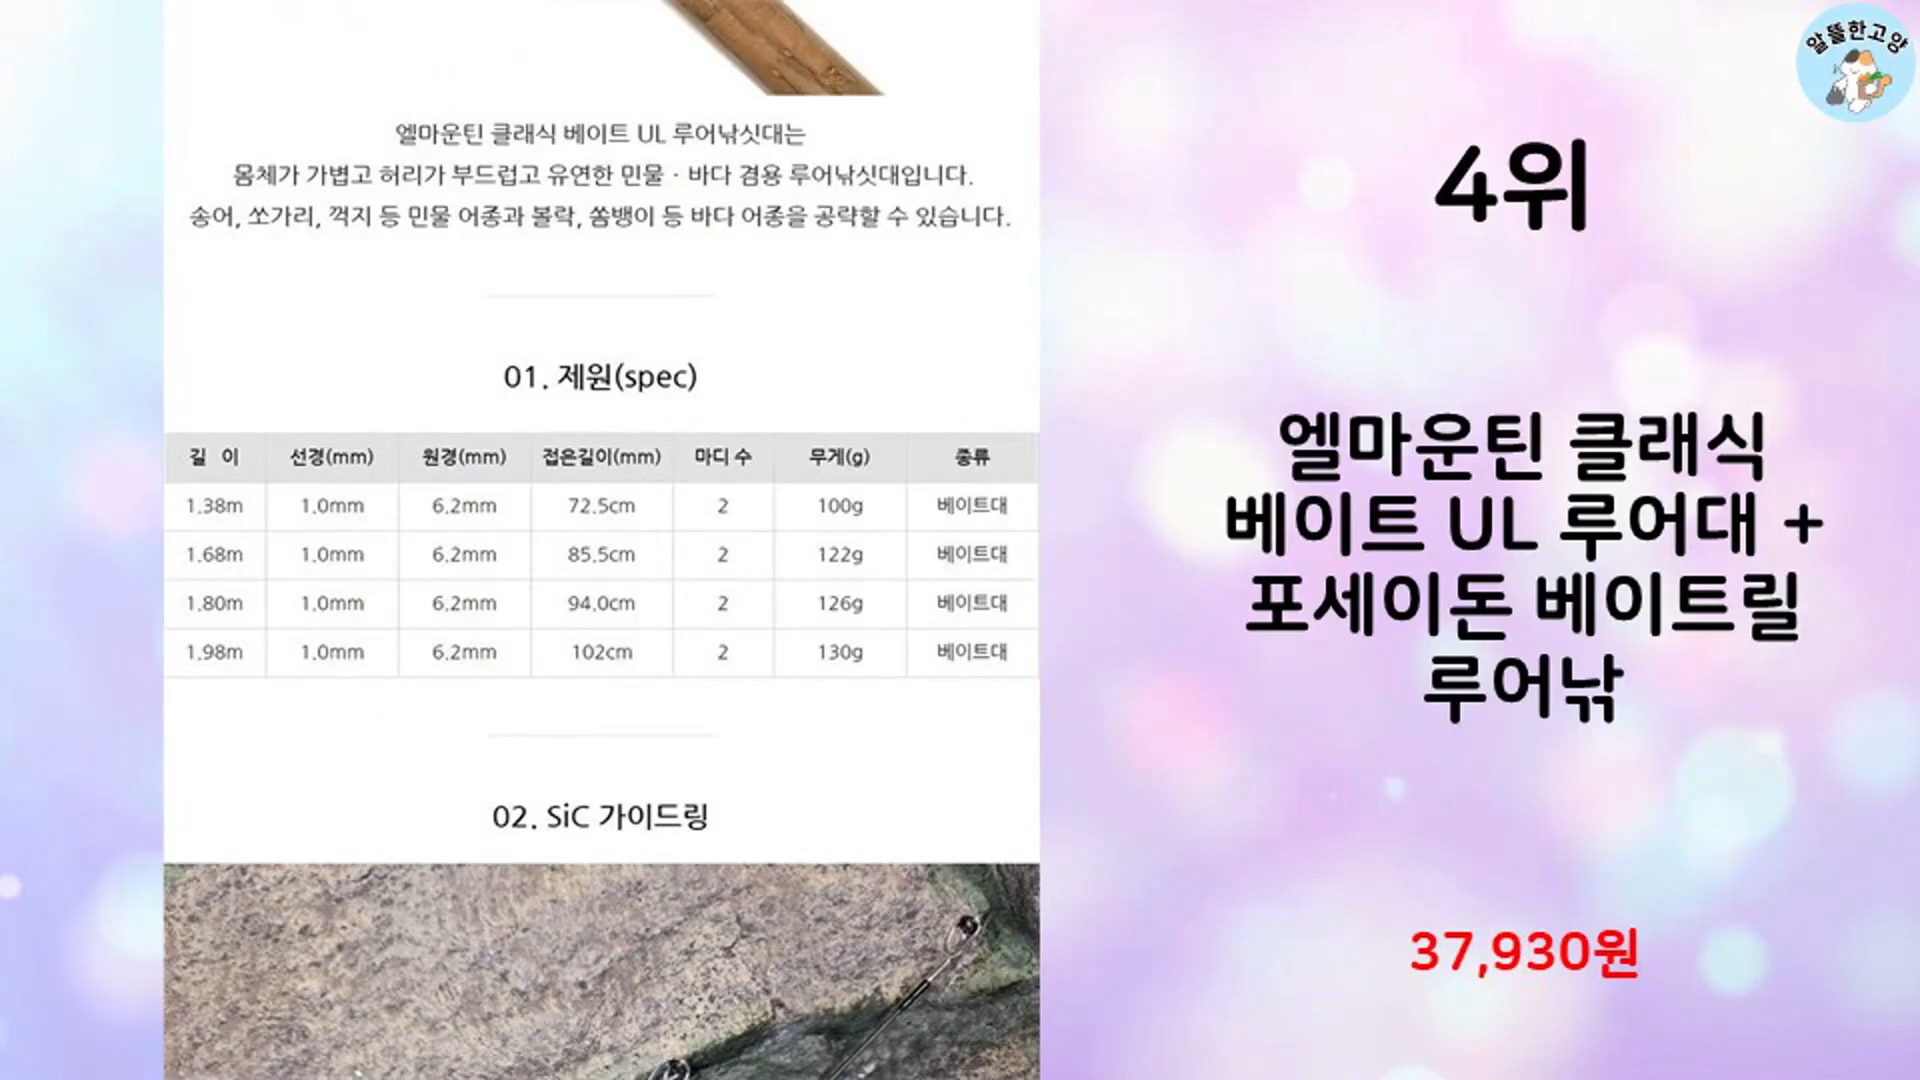 엘마운틴 클래식 베이트 UL 루어낚싯대는
몸체가 가볍고 허리가 부드럽고 유연한 민물 · 바다 겸용 루어낚싯대입니다.
송어, 쏘가리, 꺽지 등 민물 어종과 볼락, 쏨뱅이 등 바다 어종을 공략할 수 있습니다.
01. 제원(spec)
길 이 선경(mm) 원경(mm) 접은길이(mm) 마디 수 무게(g) 종류
1.38m 1.0mm 6.2mm 72.5cm 2 100g 베이트대
1.68m 1.0mm 6.2mm 85.5cm 2 122g 베이트대
1.80m 1.0mm 6.2mm 94.0cm 2 126g 베이트대
1.98m 1.0mm 6.2mm 102cm 2 130g 베이트대
02. SiC 가이드링
알뜰한고양
4위
엘마운틴 클래식
베이트 UL 루어대 +
포세이돈 베이트릴
루어낚
37,930원